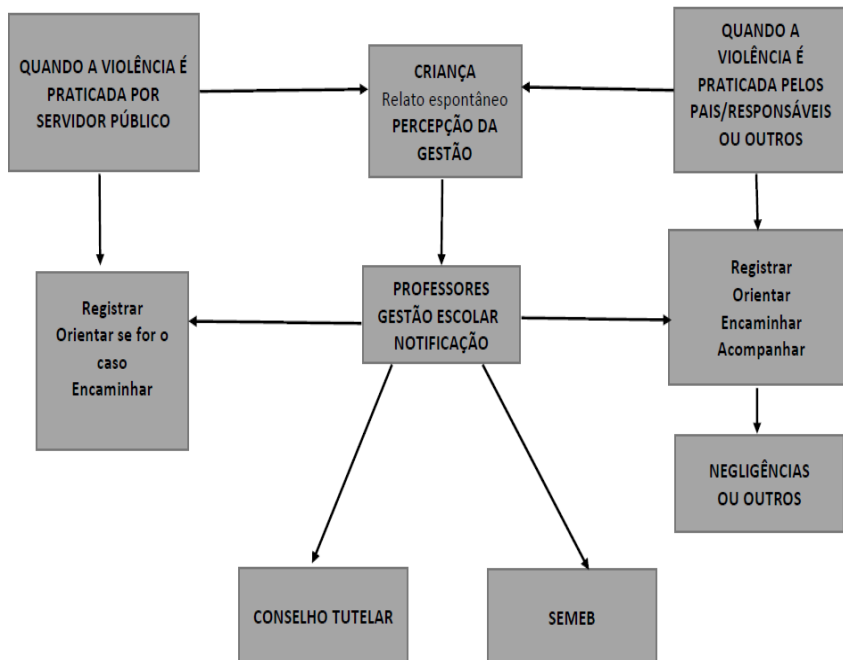 QUANDO A VIOLÊNCIA É
PRATICADA POR
SERVIDOR PÚBLICO
CRIANÇA
Relato espontâneo
PERCEPÇÃO DA
GESTÃO
QUANDO A
VIOLÊNCIA É
PRATICADA PELOS
PAIS/RESPONSÁVEIS
OU OUTROS
Registrar
Orientar se for o
caso
Encaminhar
PROFESSORES
GESTÃO ESCOLAR
NOTIFICAÇÃO
Registrar
Orientar
Encaminhar
Acompanhar
NEGLIGÊNCIAS
OU OUTROS
CONSELHO TUTELAR
SEMEB